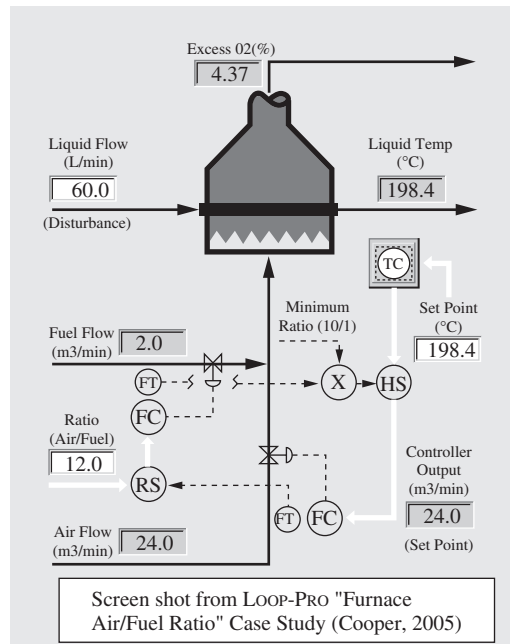 Excess 02(%)
4.37
Liquid Flow
(L/min)
60.0
(Disturbance)
Liquid Temp
(°C)
198.4
TC
Set Point
(°C)
198.4
Minimum
Ratio (10/1)
Fuel Flow
(m3/min)
2.0
FT
X
HS
FC
Ratio
(Air/Fuel)
12.0
RS
FT
FC
Controller
Output
(m3/min)
24.0
(Set Point)
Air Flow
(m3/min)
24.0
Screen shot from LOOP-PRO "Furnace
Air/Fuel Ratio" Case Study (Cooper, 2005)